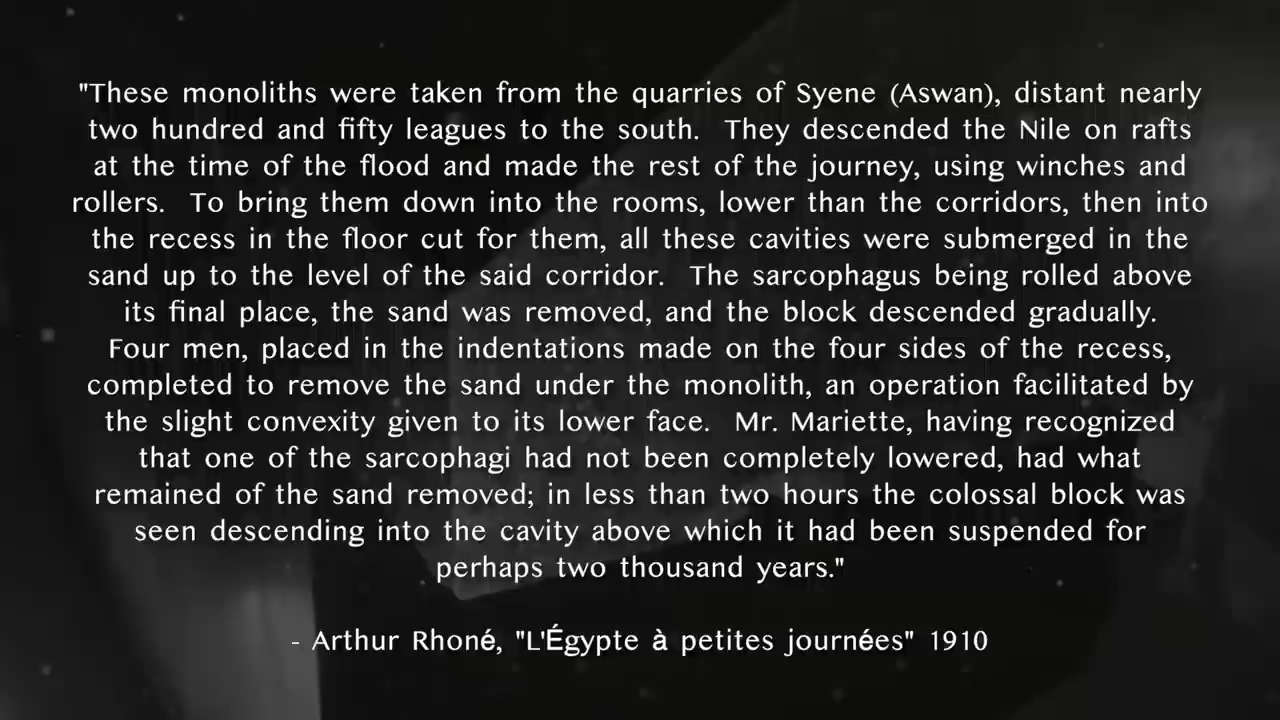 "These monoliths were taken from the quarries of Syene (Aswan), distant nearly
two hundred and fifty leagues to the south. They descended the Nile on rafts
at the time of the flood and made the rest of the journey, using winches and
rollers. To bring them down into the rooms, lower than the corridors, then into
the recess in the floor cut for them, all these cavities were submerged in the
sand up to the level of the said corridor. The sarcophagus being rolled above
its final place, the sand was removed, and the block descended gradually.
Four men, placed in the indentations made on the four sides of the recess,
completed to remove the sand under the monolith, an operation facilitated by
the slight convexity given to its lower face. Mr. Mariette, having recognized
that one of the sarcophagi had not been completely lowered, had what
remained of the sand removed; in less than two hours the colossal block was
seen descending into the cavity above which it had been suspended for
perhaps two thousand years."
- Arthur Rhoné, "L'Égypte à petites journées" 1910